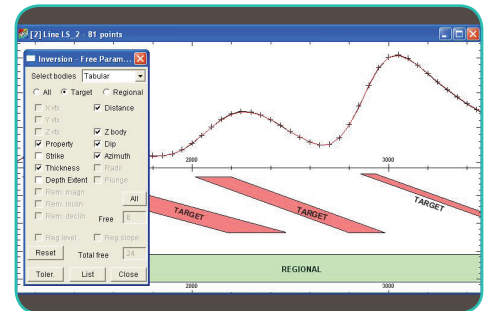 [2] Line LS_2 - 81 points
Inversion - Free Param...
Select bodies Tabular
All Target Regional
X vtx Distance
Y vtx
Z vtx Z body
Property Dip
Strike Azimuth
Thickness Radii
Depth Extent Plunge
Rem. magn
Rem. inclin All
Rem. declin Free 6
Reg.level Reg.slope
Reset Total free 24
Toler. List Close
2000 3000
TARGET TARGET TARGET
REGIONAL
2000 3000